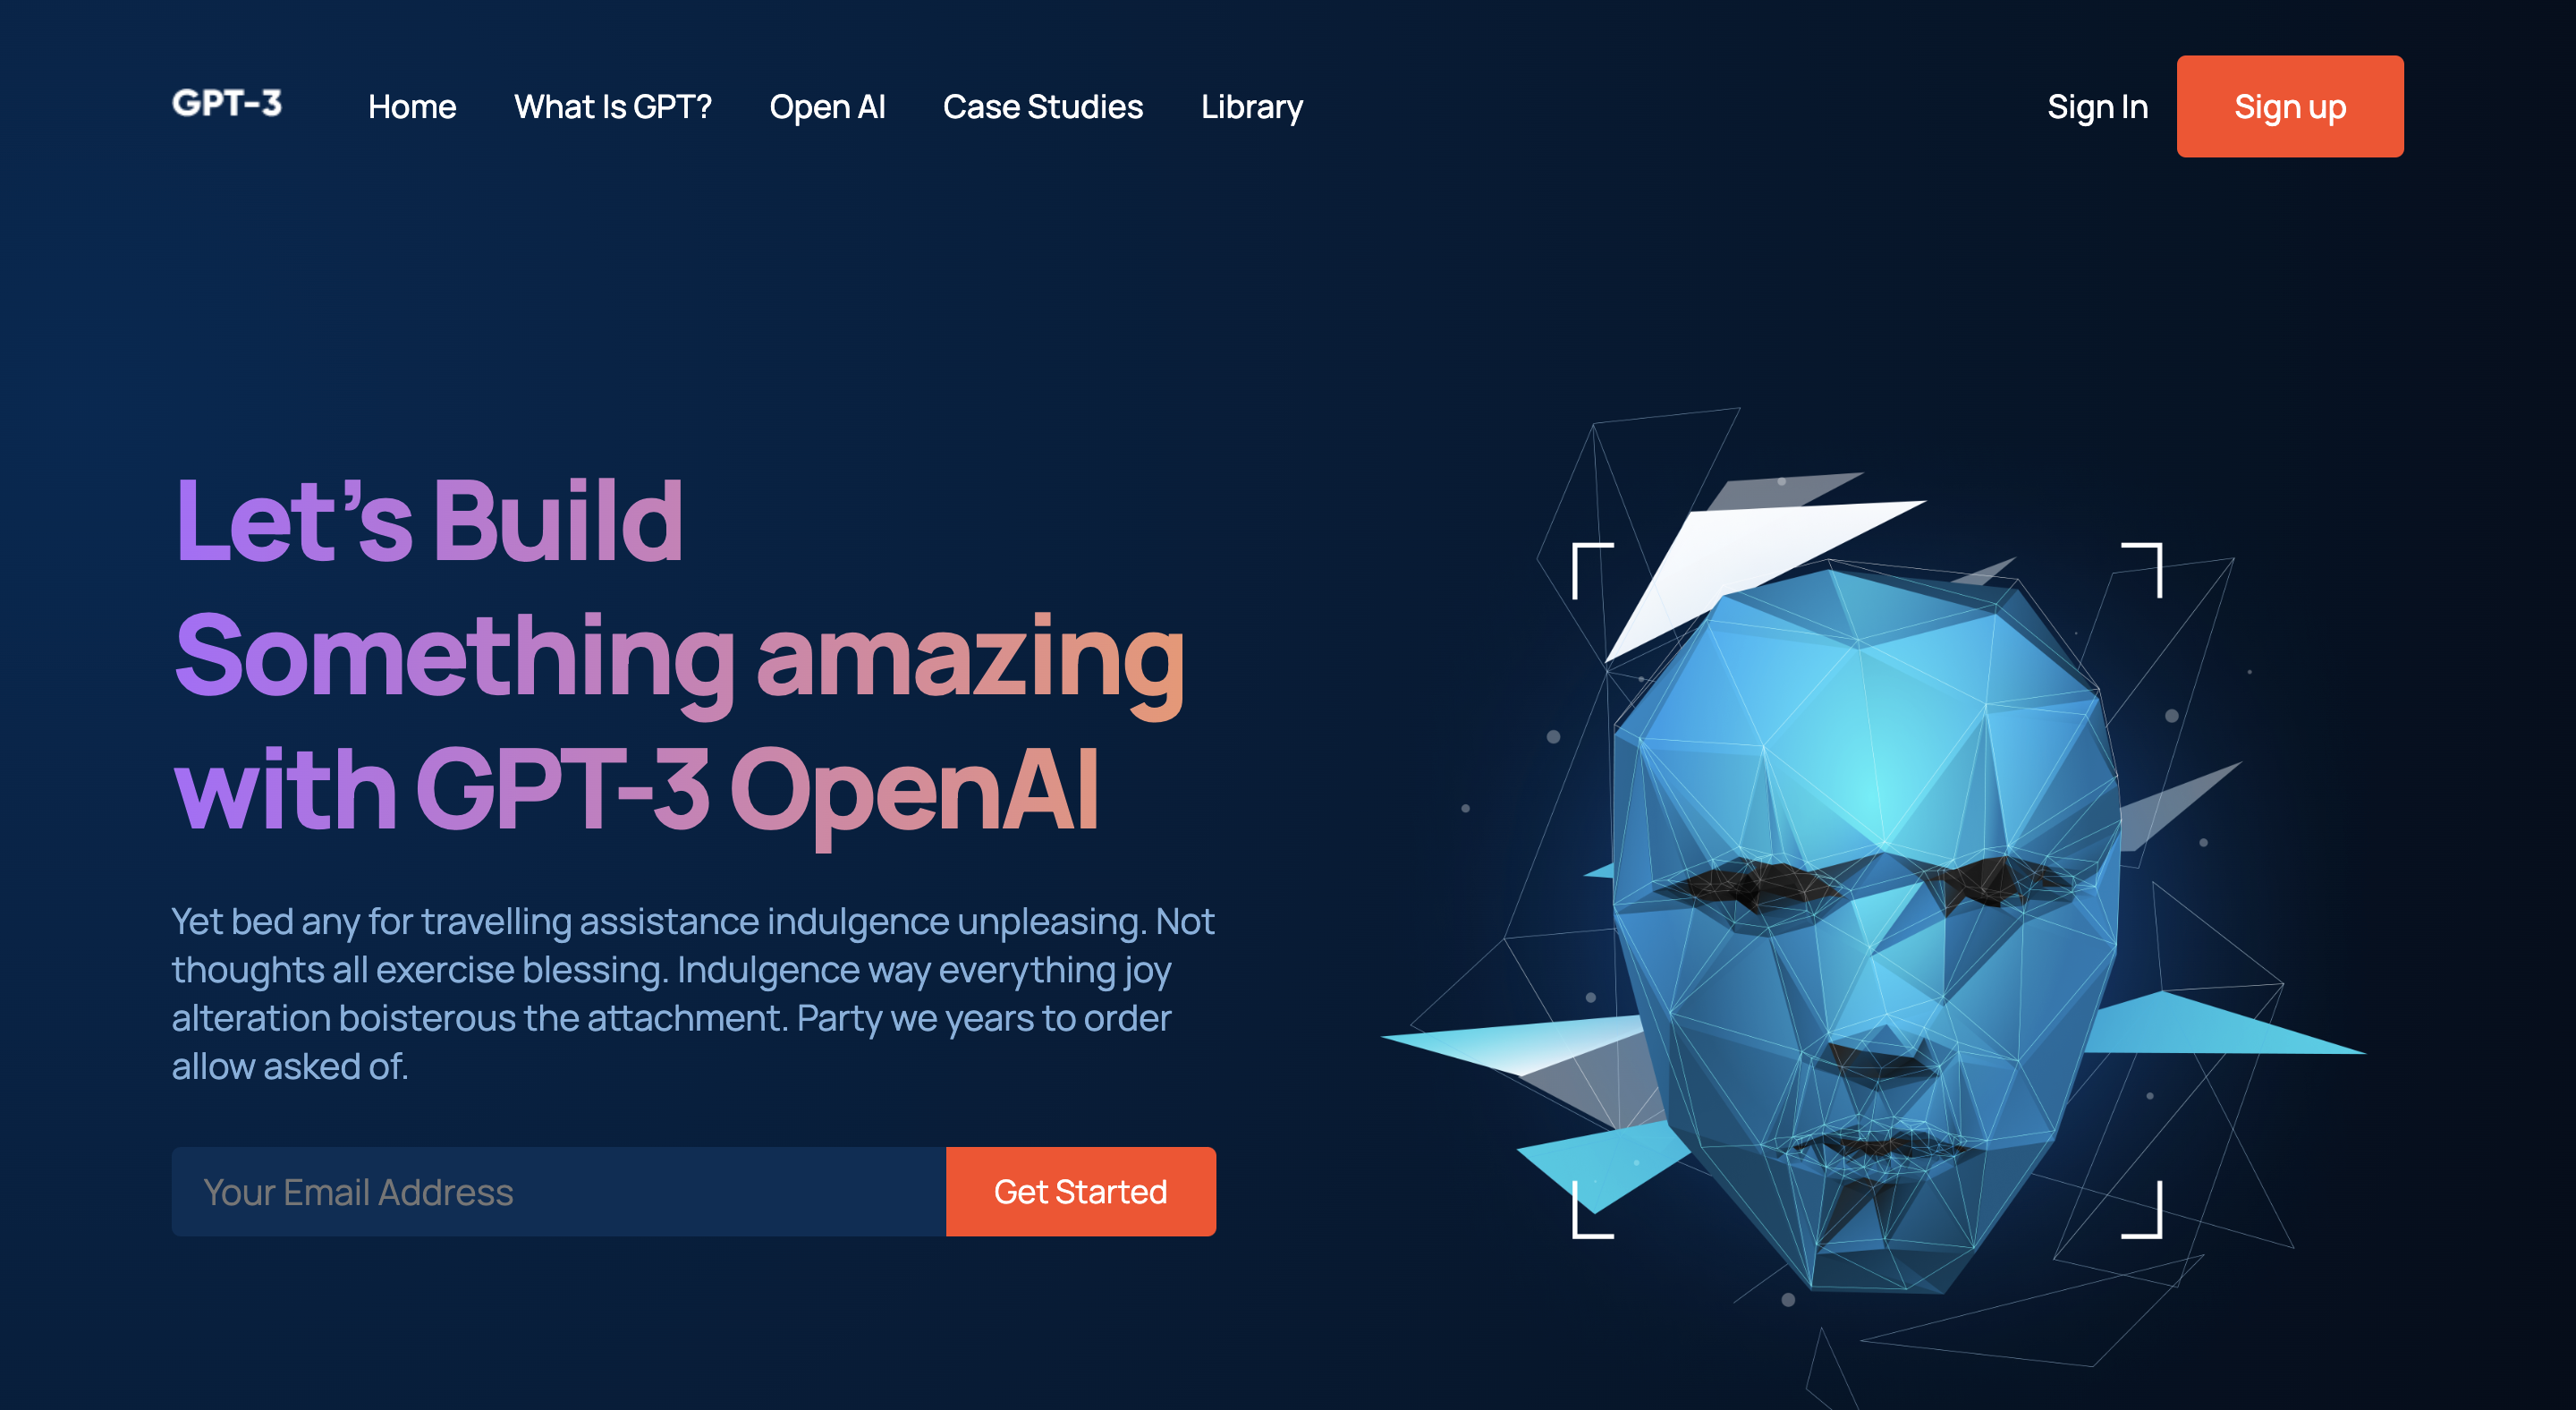 GPT-3
Home
What Is GPT?
Open AI
Case Studies
Library
Sign In
Sign up
Let’s Build
Something amazing
with GPT-3 OpenAI
Yet bed any for travelling assistance indulgence unpleasing. Not
thoughts all exercise blessing. Indulgence way everything joy
alteration boisterous the attachment. Party we years to order
allow asked of.
Your Email Address
Get Started